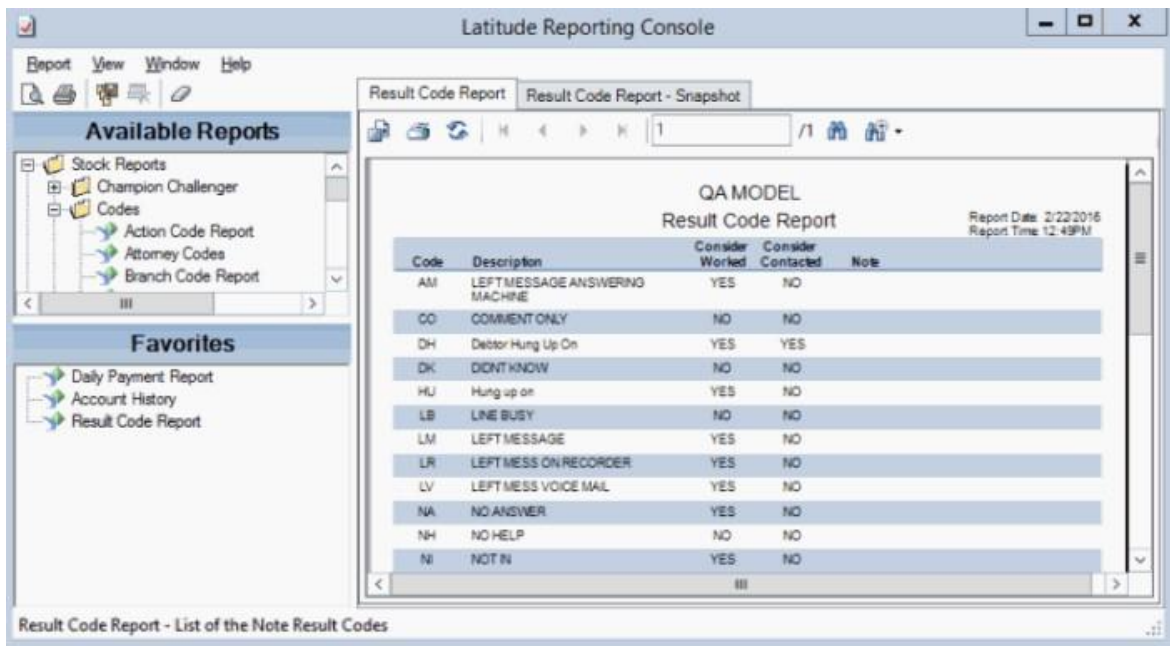 Latitude Reporting Console
Report View Window Help
Available Reports
Stock Reports
Champion Challenger
Codes
Action Code Report
Attorney Codes
Branch Code Report
Favorites
Daily Payment Report
Account History
Result Code Report
Result Code Report Result Code Report - Snapshot
1 /1
QA MODEL
Result Code Report
Report Date 2/22/2016
Report Time 12:49PM
Code Description Consider Worked Consider Contacted Note
AM LEFT MESSAGE ANSWERING MACHINE YES NO
CO COMMENT ONLY NO NO
DH Debtor Hung Up On YES YES
DK DIDNT KNOW NO NO
HU Hung up on YES NO
LB LINE BUSY NO NO
LM LEFT MESSAGE YES NO
LR LEFT MESS ON RECORDER YES NO
LV LEFT MESS VOICE MAIL YES NO
NA NO ANSWER YES NO
NH NO HELP NO NO
NI NOT IN YES NO
Result Code Report - List of the Note Result Codes